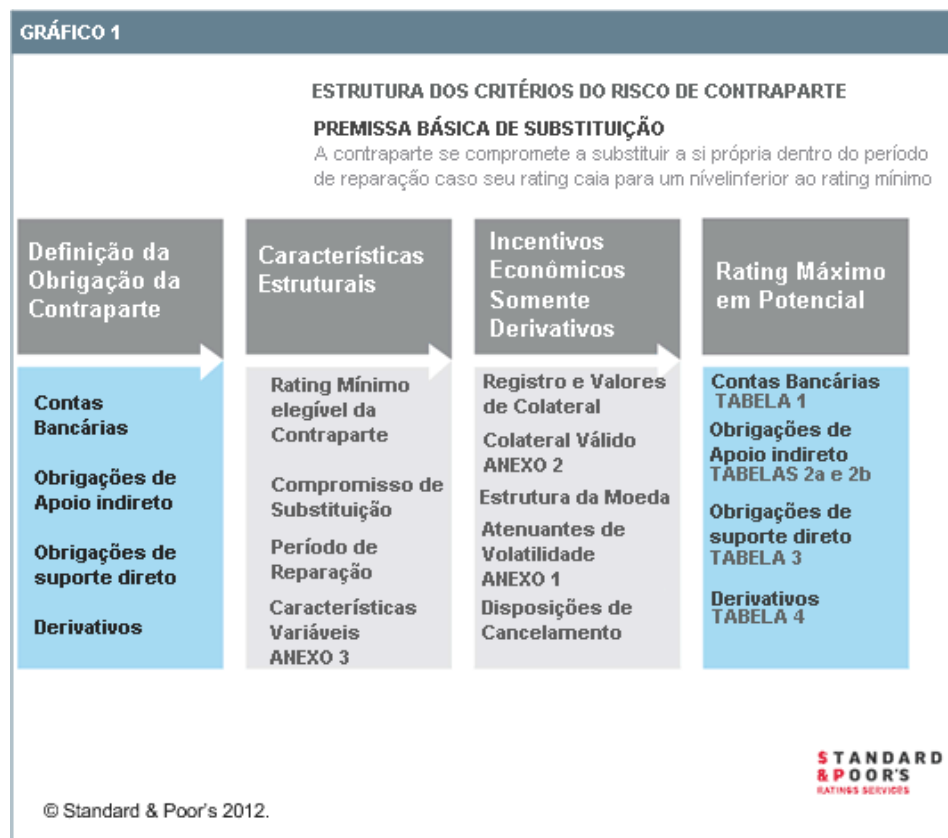 GRÁFICO 1
ESTRUTURA DOS CRITÉRIOS DO RISCO DE CONTRAPARTE
PREMISSA BÁSICA DE SUBSTITUIÇÃO
A contraparte se compromete a substituir a si própria dentro do período
de reparação caso seu rating caia para um nívelinferior ao rating mínimo
Definição da
Obrigação da
Contraparte
Contas
Bancárias
Obrigações de
Apoio indireto
Obrigações de
suporte direto
Derivativos
Características
Estruturais
Rating Mínimo
elegível da
Contraparte
Compromisso de
Substituição
Período de
Reparação
Características
Variáveis
ANEXO 3
Incentivos
Econômicos
Somente
Derivativos
Registro e Valores
de Colateral
Colateral Válido
ANEXO 2
Estrutura da Moeda
Atenuantes de
Volatilidade
ANEXO 1
Disposições de
Cancelamento
Rating Máximo
em Potencial
Contas Bancárias
TABELA 1
Obrigações de
Apoio indireto
TABELAS 2a e 2b
Obrigações de
suporte direto
TABELA 3
Derivativos
TABELA 4
STANDARD
&POOR'S
RATINGS SERVICES
© Standard & Poor's 2012.